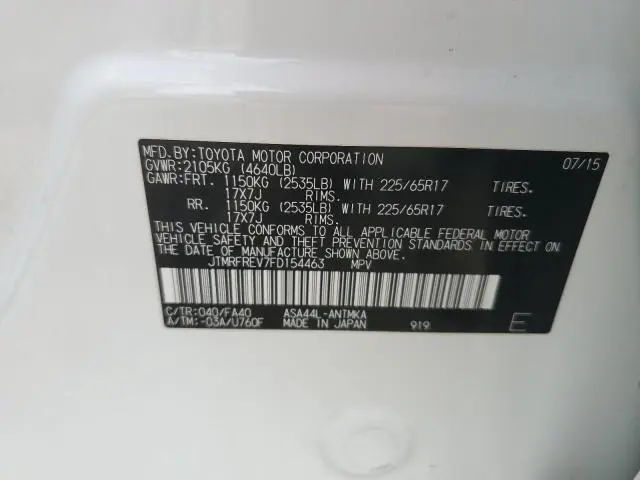 MFD.BY:TOYOTA MOTOR CORPORATION 07/15
GVWR:2105KG (4640LB)
GAWR:FRT. 1150KG (2535LB) WITH 225/65R17 TIRES.
17X7J RIMS.
RR. 1150KG (2535LB) WITH 225/65R17 TIRES.
17X7J RIMS.
THIS VEHICLE CONFORMS TO ALL APPLICABLE FEDERAL MOTOR
VEHICLE SAFETY AND THEFT PREVENTION STANDARDS IN EFFECT ON
THE DATE OF MANUFACTURE SHOWN ABOVE.
JTMRFREV7FD154463 MPV
C/TR:040/FA40 ASA44L-ANTMKA
A/TM:-03A/U760F MADE IN JAPAN 919 E